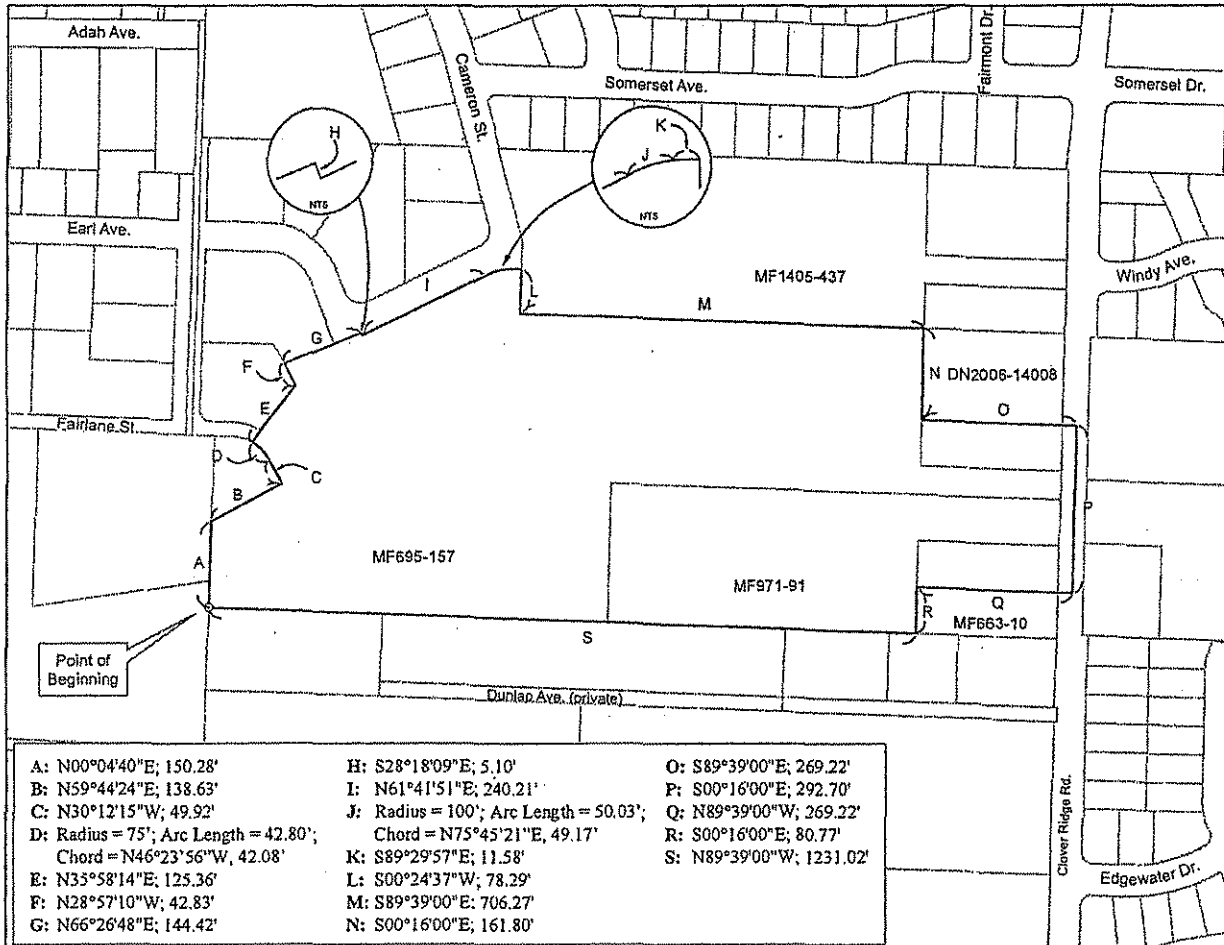 Adah Ave.
Cameron St.
Somerset Ave.
Fairmont Dr.
Somerset Dr.
H
NTS
K
J
NTS
Earl Ave.
Windy Ave.
MF1405-437
I
L
M
G
F
N DN2006-14008
E
O
Fairlane St.
D
C
B
P
A
MF695-157
MF971-91
Q
R
MF663-10
S
Point of
Beginning
Dunlap Ave. (private)
Clover Ridge Rd.
Edgewater Dr.
A: N00°04'40"E; 150.28'
B: N59°44'24"E; 138.63'
C: N30°12'15"W; 49.92'
D: Radius = 75'; Arc Length = 42.80';
Chord = N46°23'56"W, 42.08'
E: N35°58'14"E; 125.36'
F: N28°57'10"W; 42.83'
G: N66°26'48"E; 144.42'
H: S28°18'09"E; 5.10'
I: N61°41'51"E; 240.21'
J: Radius = 100'; Arc Length = 50.03';
Chord = N75°45'21"E, 49.17'
K: S89°29'57"E; 11.58'
L: S00°24'37"W; 78.29'
M: S89°39'00"E: 706.27'
N: S00°16'00"E; 161.80'
O: S89°39'00"E; 269.22'
P: S00°16'00"E; 292.70'
Q: N89°39'00"W; 269.22'
R: S00°16'00"E; 80.77'
S: N89°39'00"W; 1231.02'